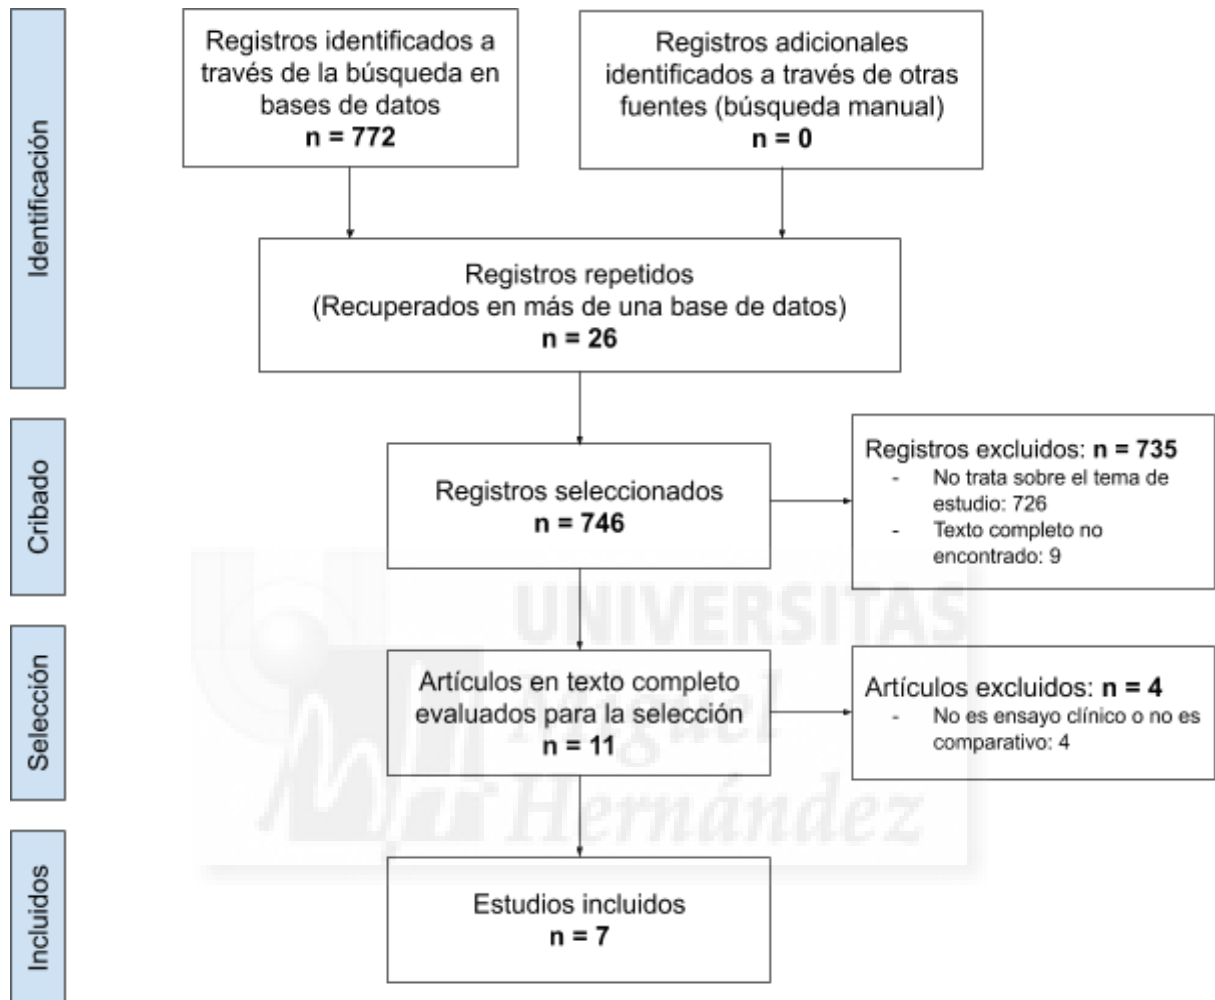 Identificación
Registros identificados a
través de la búsqueda en
bases de datos
n = 772
Registros adicionales
identificados a través de otras
fuentes (búsqueda manual)
n = 0
Registros repetidos
(Recuperados en más de una base de datos)
n = 26
Cribado
Registros seleccionados
n = 746
Registros excluidos: n = 735
- No trata sobre el tema de
estudio: 726
- Texto completo no
encontrado: 9
UNIVERSITAS
Miguel
Hernández
Selección
Artículos en texto completo
evaluados para la selección
n = 11
Artículos excluidos: n = 4
- No es ensayo clínico o no es
comparativo: 4
Incluidos
Estudios incluidos
n = 7